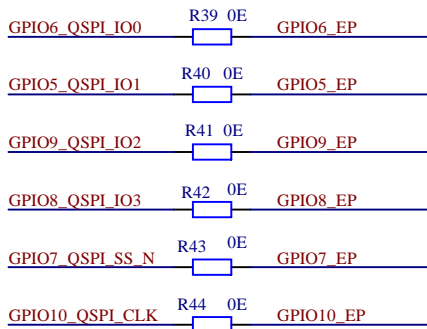 R39 0E
GPIO6_QSPI_IO0 GPIO6_EP
R40 0E
GPIO5_QSPI_IO1 GPIO5_EP
R41 0E
GPIO9_QSPI_IO2 GPIO9_EP
R42 0E
GPIO8_QSPI_IO3 GPIO8_EP
R43 0E
GPIO7_QSPI_SS_N GPIO7_EP
R44 0E
GPIO10_QSPI_CLK GPIO10_EP